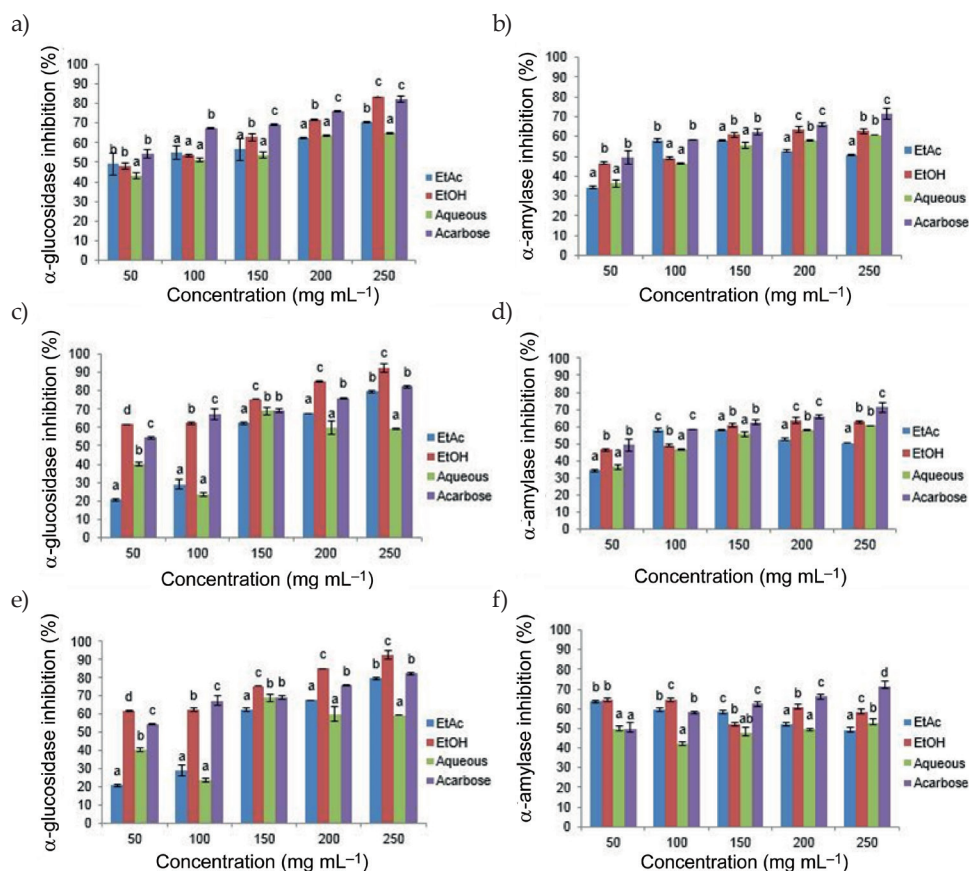 a)
α-glucosidase inhibition (%)
100
90
80
70
60
50
40
30
20
10
0
b b a b
a a a b
a b a c
a b a c
b c a c
50 100 150 200 250
Concentration (mg mL–1)
EtAc
EtOH
Aqueous
Acarbose
b)
α-amylase inhibition (%)
100
90
80
70
60
50
40
30
20
10
0
a b a b
b a a b
a b a b
a b b c
a b b c
50 100 150 200 250
Concentration (mg mL–1)
EtAc
EtOH
Aqueous
Acarbose
c)
α-glucosidase inhibition (%)
100
90
80
70
60
50
40
30
20
10
0
a d b c
a b a c
a c b b
a c a b
b c a b
50 100 150 200 250
Concentration (mg mL–1)
EtAc
EtOH
Aqueous
Acarbose
d)
α-amylase inhibition (%)
100
90
80
70
60
50
40
30
20
10
0
a b a b
c b a c
a b a b
a c b c
a b b c
50 100 150 200 250
Concentration (mg mL–1)
EtAc
EtOH
Aqueous
Acarbose
e)
α-glucosidase inhibition (%)
100
90
80
70
60
50
40
30
20
10
0
a d b c
a b a c
a c b b
a c a b
b c a b
50 100 150 200 250
Concentration (mg mL–1)
EtAc
EtOH
Aqueous
Acarbose
f)
α-amylase inhibition (%)
100
90
80
70
60
50
40
30
20
10
0
b b a a
b c a b
b b ab c
a b a c
a c b d
50 100 150 200 250
Concentration (mg mL–1)
EtAc
EtOH
Aqueous
Acarbose